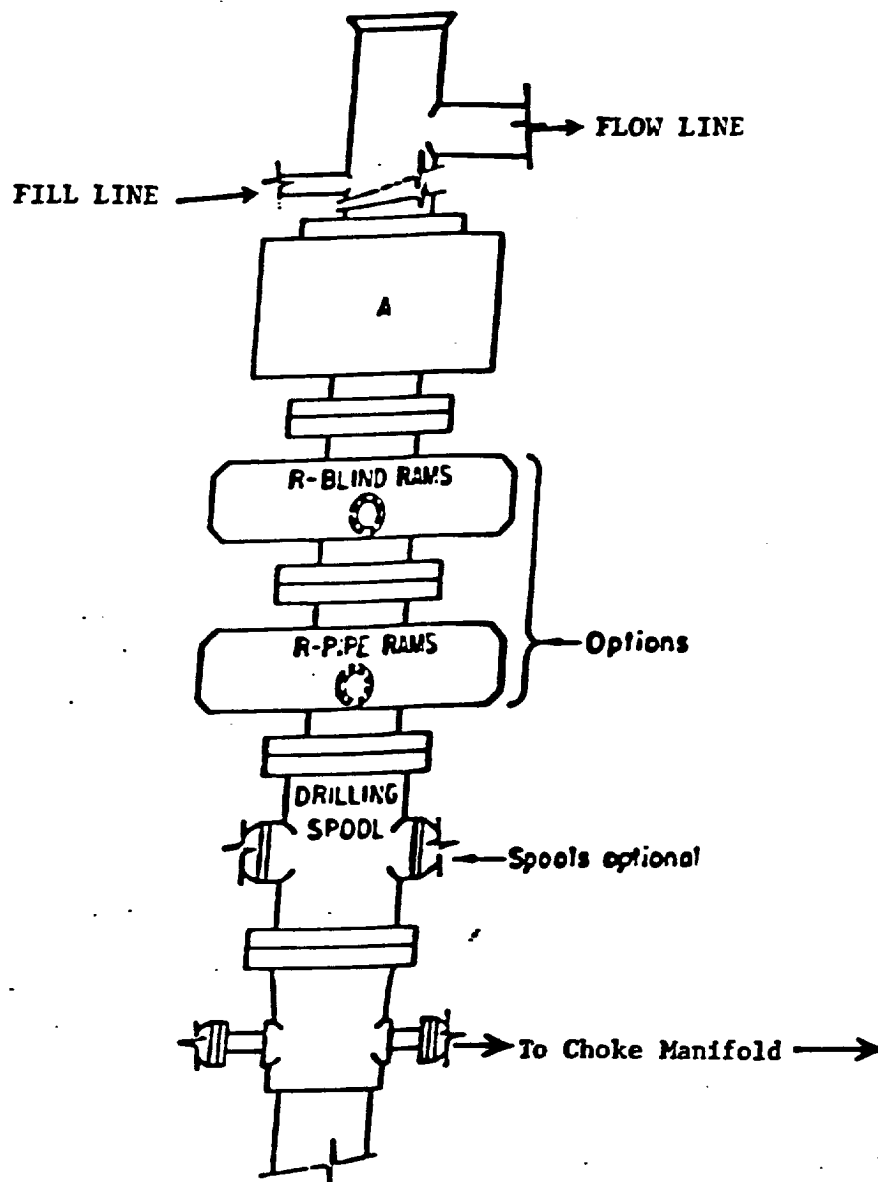 FLOW LINE
FILL LINE
A
R-BLIND RAMS
R-PIPE RAMS
Options
DRILLING
SPOOL
Spools optional
To Choke Manifold